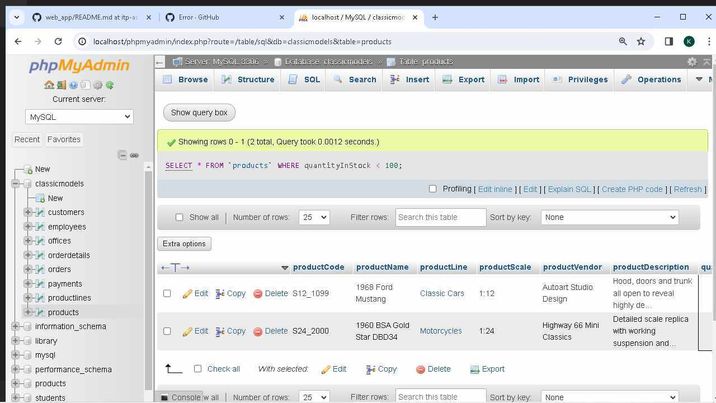 web_app/README.md at itp-as
Error · GitHub
localhost / MySQL / classicmodels
localhost/phpmyadmin/index.php?route=/table/sql&db=classicmodels&table=products
K
phpMyAdmin
Current server:
MySQL
Recent Favorites
New
classicmodels
New
customers
employees
offices
orderdetails
orders
payments
productlines
products
information_schema
library
mysql
performance_schema
products
students
Server: MySQL:3306 » Database: classicmodels » Table: products
Browse Structure SQL Search Insert Export Import Privileges Operations
Show query box
Showing rows 0 - 1 (2 total, Query took 0.0012 seconds.)
SELECT * FROM `products` WHERE quantityInStock < 100;
Profiling [ Edit inline ] [ Edit ] [ Explain SQL ] [ Create PHP code ] [ Refresh ]
Show all Number of rows: 25 Filter rows: Search this table Sort by key: None
Extra options
productCode productName productLine productScale productVendor productDescription
Edit Copy Delete S12_1099 1968 Ford Mustang Classic Cars 1:12 Autoart Studio Design Hood, doors and trunk all open to reveal highly de...
Edit Copy Delete S24_2000 1960 BSA Gold Star DBD34 Motorcycles 1:24 Highway 66 Mini Classics Detailed scale replica with working suspension and...
Check all With selected: Edit Copy Delete Export
Console w all Number of rows: 25 Filter rows: Search this table Sort by key: None